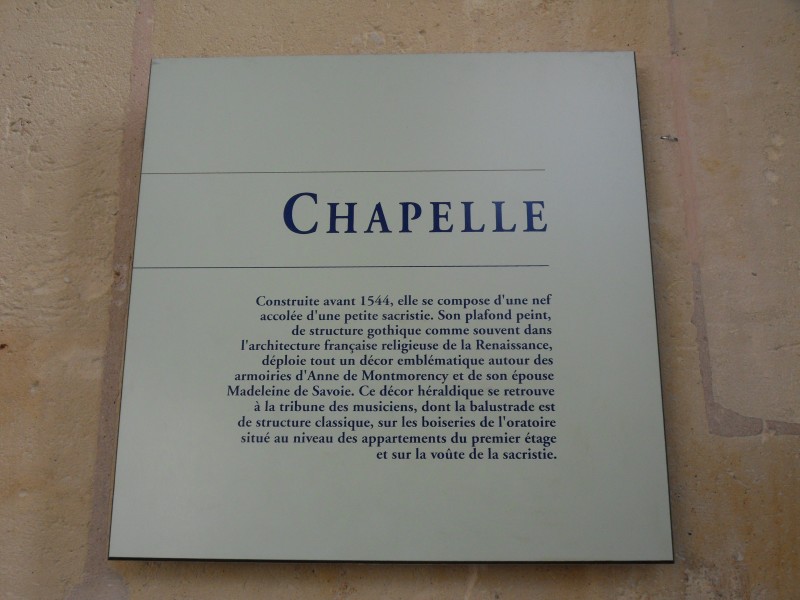 CHAPELLE
Construite avant 1544, elle se compose d'une nef
accolée d'une petite sacristie. Son plafond peint,
de structure gothique comme souvent dans
l'architecture française religieuse de la Renaissance,
déploie tout un décor emblématique autour des
armoiries d'Anne de Montmorency et de son épouse
Madeleine de Savoie. Ce décor héraldique se retrouve
à la tribune des musiciens, dont la balustrade est
de structure classique, sur les boiseries de l'oratoire
situé au niveau des appartements du premier étage
et sur la voûte de la sacristie.